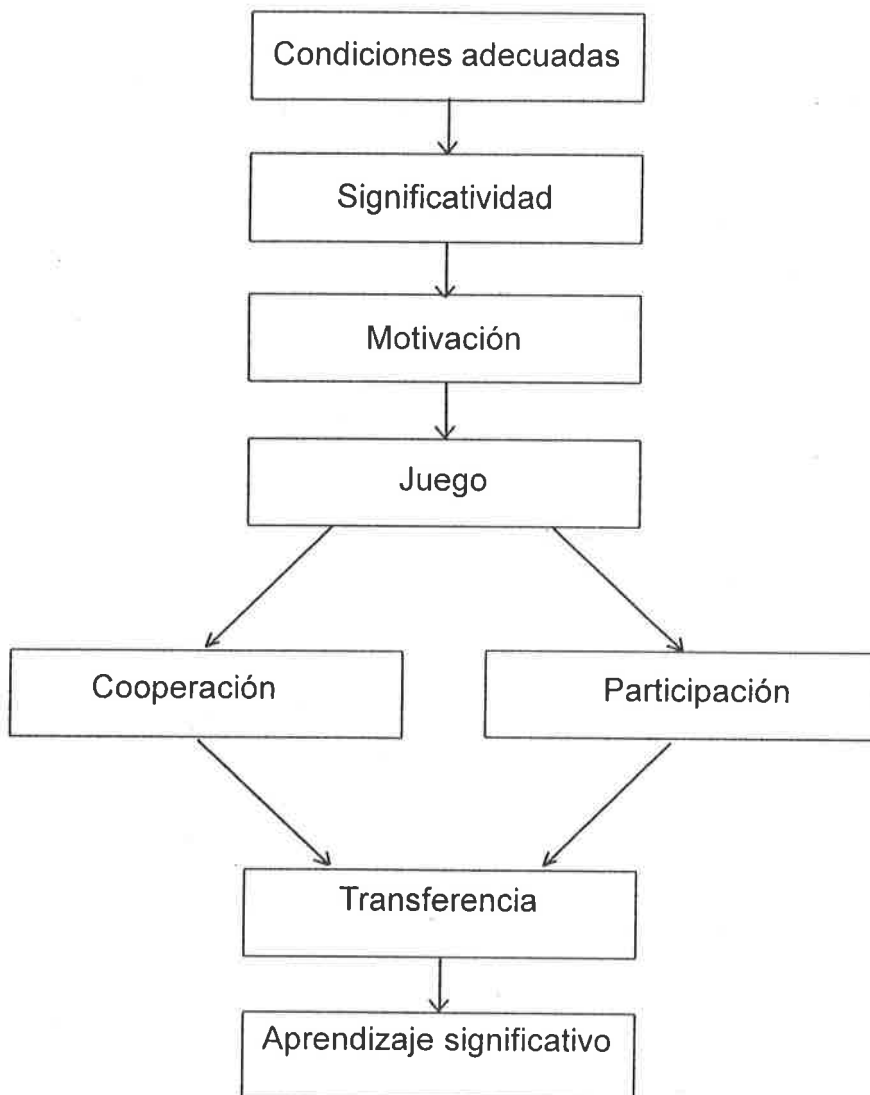 Condiciones adecuadas
Significatividad
Motivación
Juego
Cooperación
Participación
Transferencia
Aprendizaje significativo